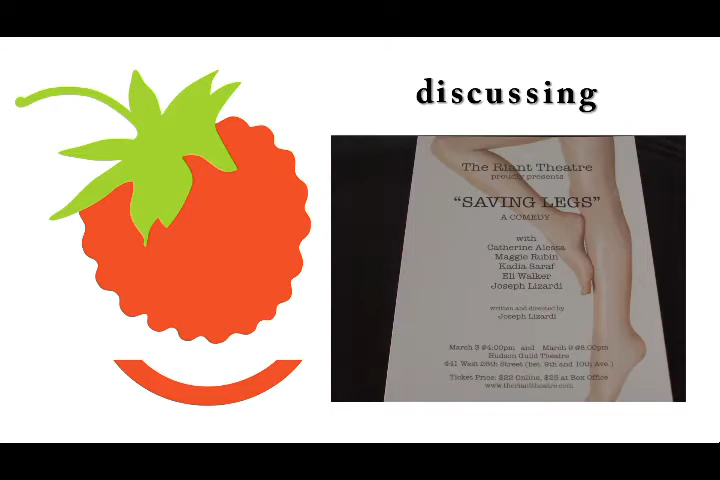 discussing
The Riant Theatre
proudly presents
"SAVING LEGS"
A COMEDY
with
Catherine Alessa
Maggie Rubin
Kadia Saraf
Eli Walker
Joseph Lizardi
written and directed by
Joseph Lizardi
March 3 @4:00pm and March 9 @8:00pm
Hudson Guild Theatre
441 West 26th Street (bet. 9th and 10th Ave.)
Ticket Price: $22 Online, $25 at Box Office
www.therianttheatre.com